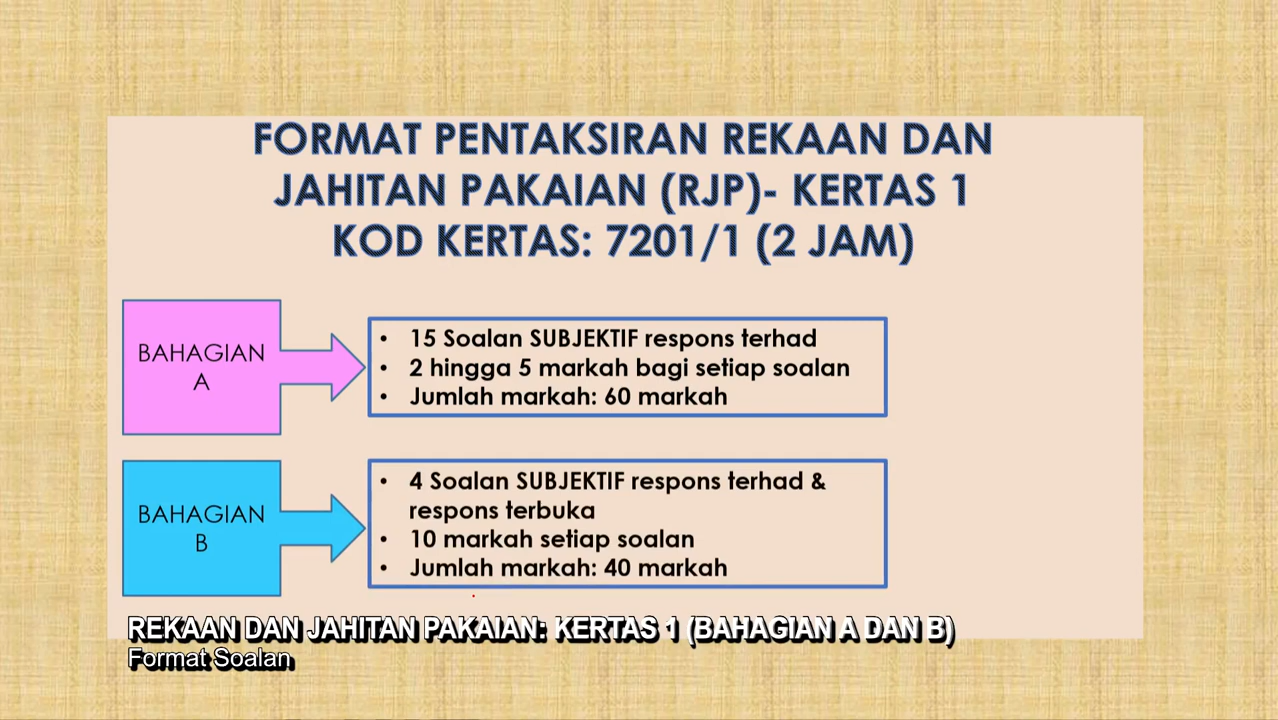 FORMAT PENTAKSIRAN REKAAN DAN
JAHITAN PAKAIAN (RJP)- KERTAS 1
KOD KERTAS: 7201/1 (2 JAM)
BAHAGIAN
A
• 15 Soalan SUBJEKTIF respons terhad
• 2 hingga 5 markah bagi setiap soalan
• Jumlah markah: 60 markah
BAHAGIAN
B
• 4 Soalan SUBJEKTIF respons terhad &
respons terbuka
• 10 markah setiap soalan
• Jumlah markah: 40 markah
REKAAN DAN JAHITAN PAKAIAN: KERTAS 1 (BAHAGIAN A DAN B)
Format Soalan